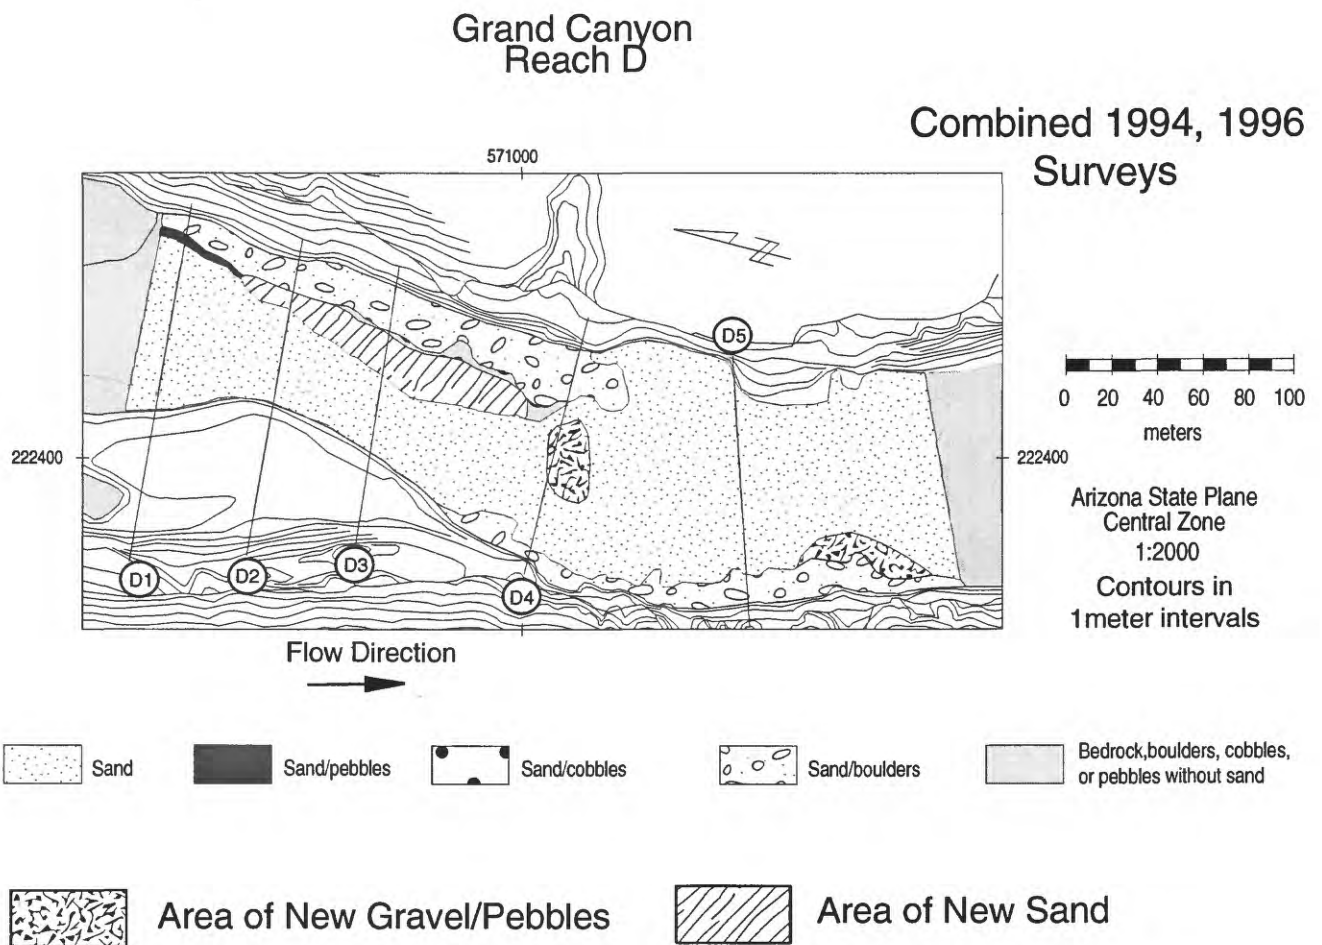 Grand Canyon
Reach D
Combined 1994, 1996
Surveys
571000
D5
0 20 40 60 80 100
meters
222400
222400
Arizona State Plane
Central Zone
1:2000
Contours in
1meter intervals
D1
D2
D3
D4
Flow Direction
Sand
Sand/pebbles
Sand/cobbles
Sand/boulders
Bedrock,boulders, cobbles,
or pebbles without sand
Area of New Gravel/Pebbles
Area of New Sand